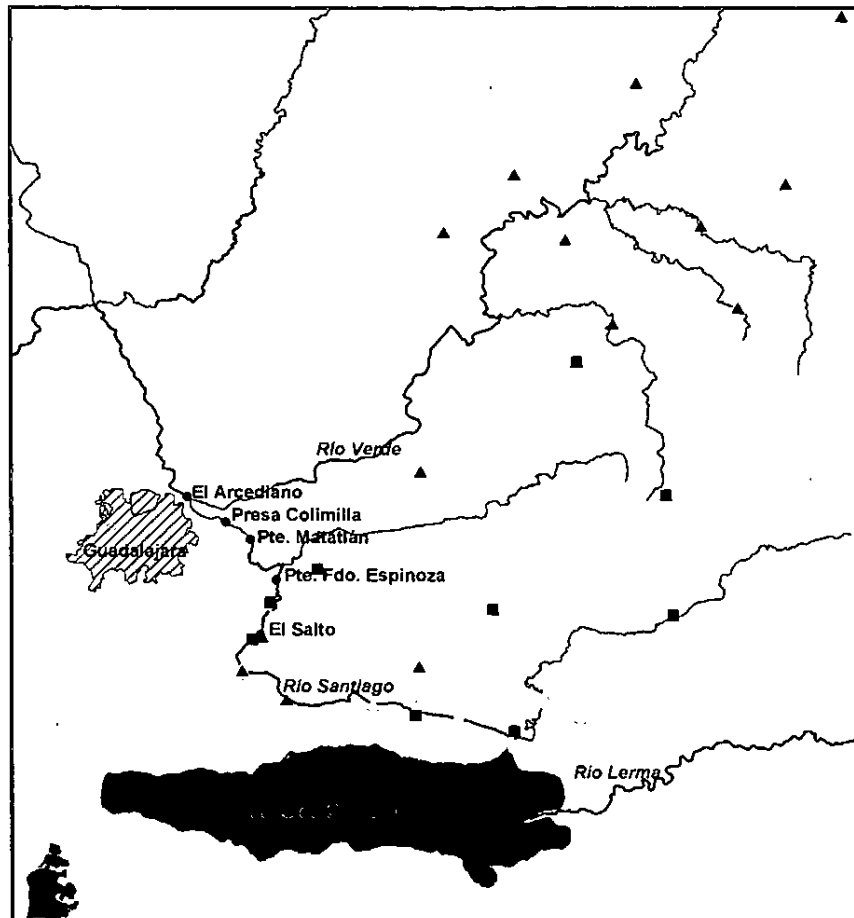 Río Verde
El Arcediano
Presa Colimilla
Pte. Matatlán
Guadalajara
Pte. Fdo. Espinoza
El Salto
Río Santiago
Río Lerma